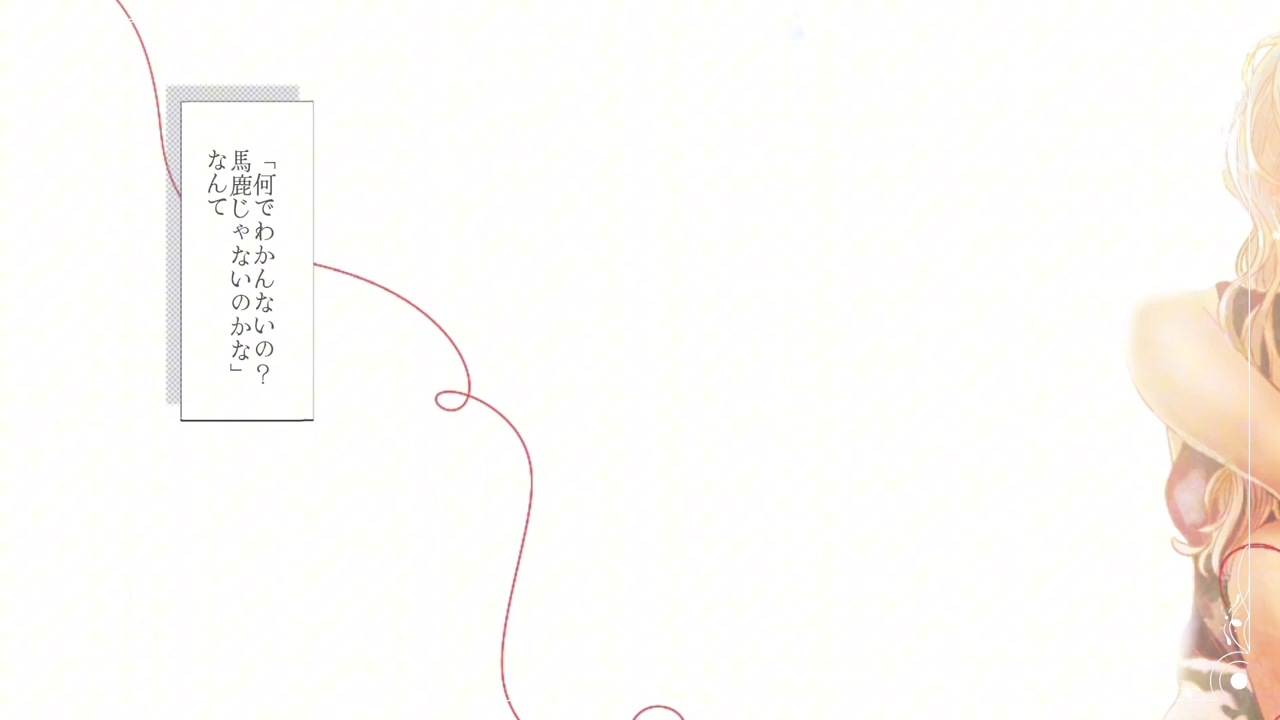 「何でわかんないの？
馬鹿じゃないのかな」
なんて